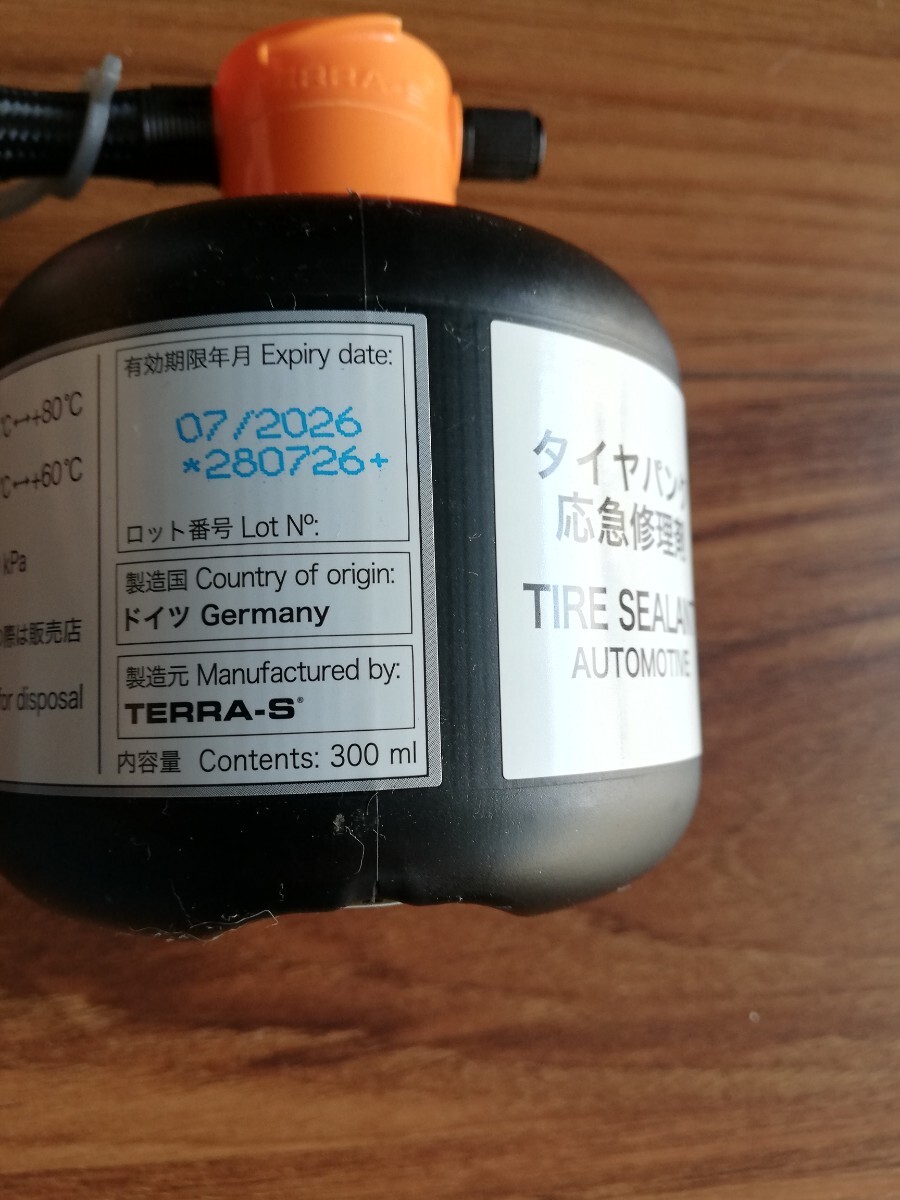 TERRA-S
℃↔+80℃
℃↔+60℃
kPa
際は販売店
for disposal
有効期限年月 Expiry date:
07/2026
*280726+
ロット番号 Lot Nº:
製造国 Country of origin:
ドイツ Germany
製造元 Manufactured by:
TERRA-S®
内容量 Contents: 300 ml
タイヤパンク
応急修理剤
TIRE SEALANT
AUTOMOTIVE